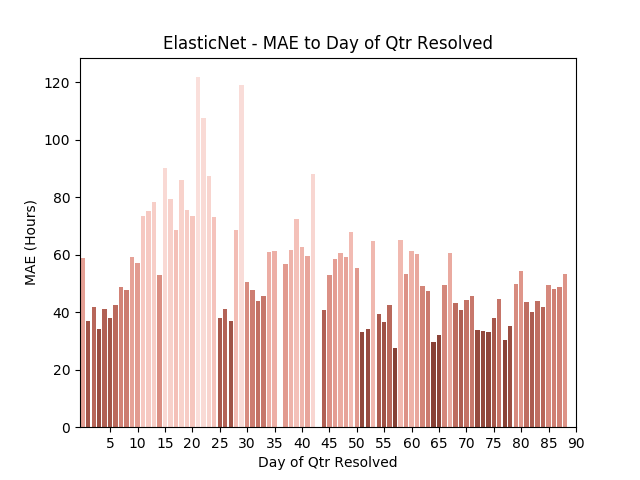 ElasticNet - MAE to Day of Qtr Resolved
MAE (Hours)
120
100
80
60
40
20
0
5 10 15 20 25 30 35 40 45 50 55 60 65 70 75 80 85 90
Day of Qtr Resolved